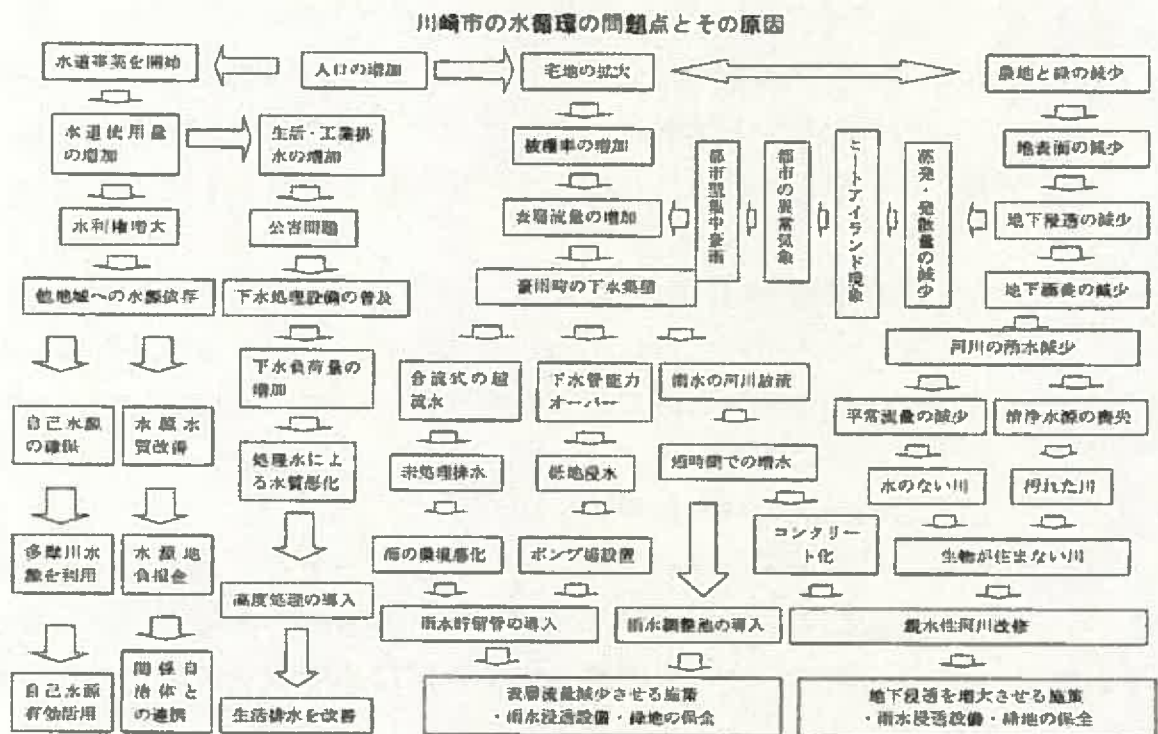 川崎市の水循環の問題点とその原因
水道事業を開始
人口の増加
宅地の拡大
農地と緑の減少
水道使用量
の増加
生活・工業排
水の増加
被覆率の増加
都市型集中豪雨
都市の異常気象
ヒートアイランド現象
蒸発・発散量の減少
地表面の減少
水利権増大
公害問題
表層流量の増加
地下浸透の減少
他地域への水源依存
下水処理設備の普及
豪雨時の下水集中
地下涵養の減少
河川の湧水減少
下水負荷量の
増加
合流式の越
流水
下水管能力
オーバー
雨水の河川放流
平常流量の減少
清浄水源の喪失
自己水源
の確保
水源水
質改善
処理水によ
る水質悪化
未処理排水
低地浸水
短時間での増水
水のない川
汚れた川
多摩川水
源を利用
水源地
負担金
海の環境悪化
ポンプ場設置
コンクリー
ト化
生物が住まない川
高度処理の導入
雨水貯留管の導入
雨水調整池の導入
親水性河川改修
自己水源
有効活用
関係自
治体と
の連携
生活排水を改善
表層流量減少させる施策
・雨水浸透設備・緑地の保全
地下浸透を増大させる施策
・雨水浸透設備・緑地の保全